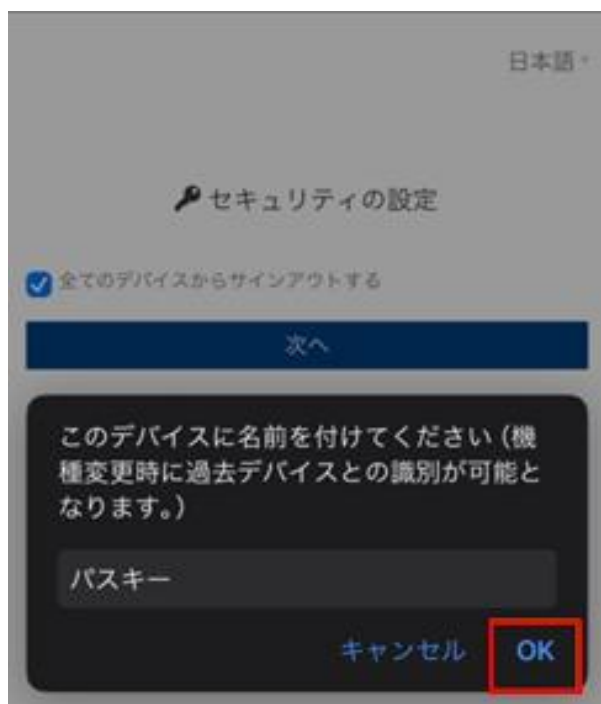 日本語
セキュリティの設定
全てのデバイスからサインアウトする
次へ
このデバイスに名前を付けてください (機
種変更時に過去デバイスとの識別が可能と
なります。)
パスキー
キャンセル OK